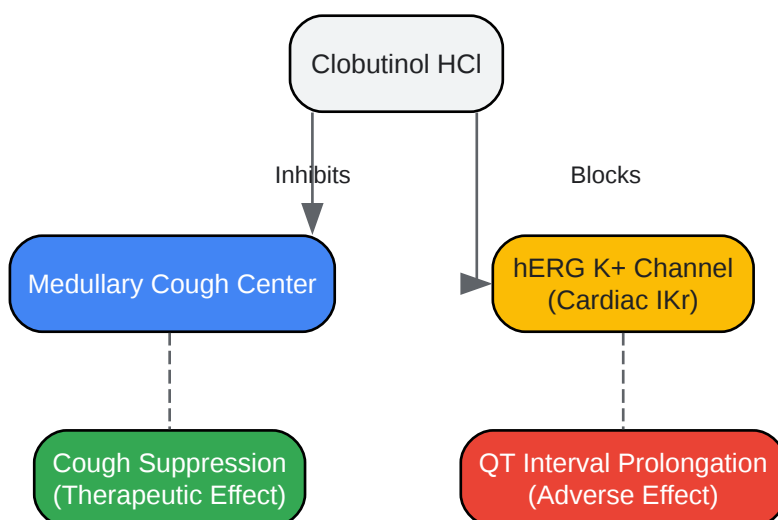 Clobutinol HCl
Inhibits
Blocks
Medullary Cough Center
hERG K+ Channel
(Cardiac IKr)
Cough Suppression
(Therapeutic Effect)
QT Interval Prolongation
(Adverse Effect)